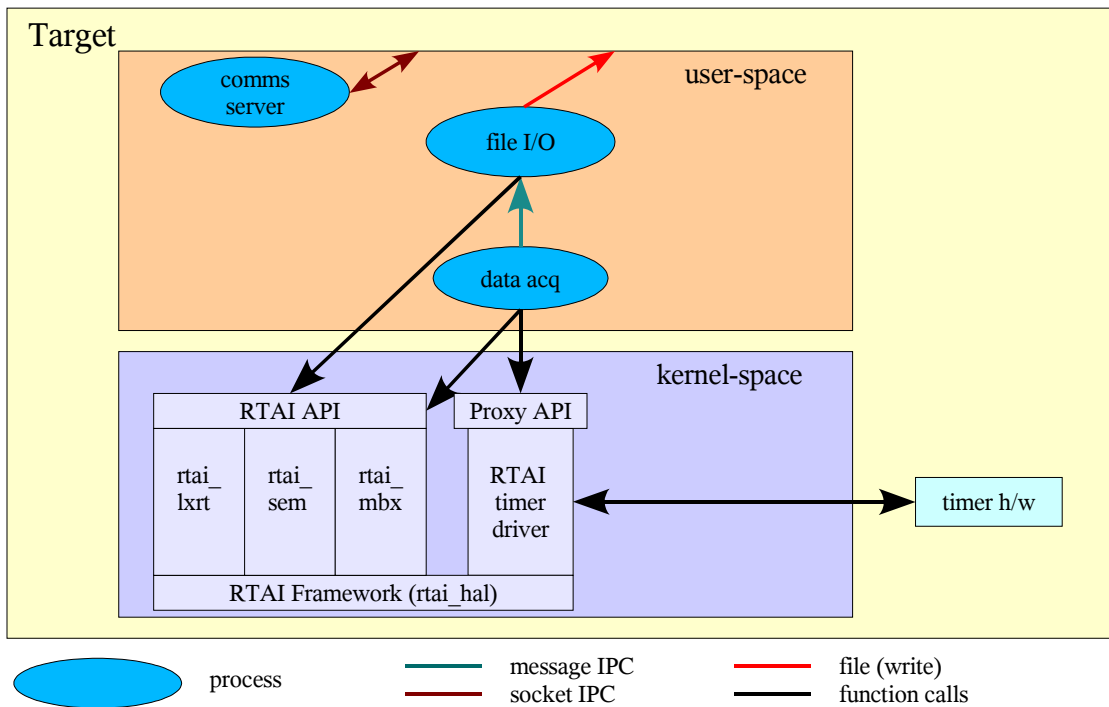 Target
user-space
comms
server
file I/O
data acq
kernel-space
RTAI API
Proxy API
rtai_
lxrt
rtai_
sem
rtai_
mbx
RTAI
timer
driver
timer h/w
RTAI Framework (rtai_hal)
process
message IPC
socket IPC
file (write)
function calls